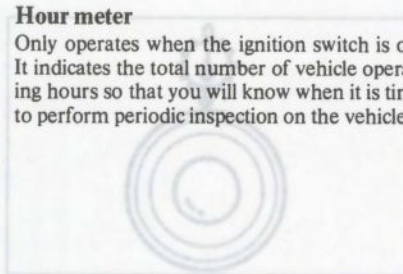 Hour meter
Only operates when the ignition switch is
It indicates the total number of vehicle oper
ing hours so that you will know when it is
to perform periodic inspection on the vehicle